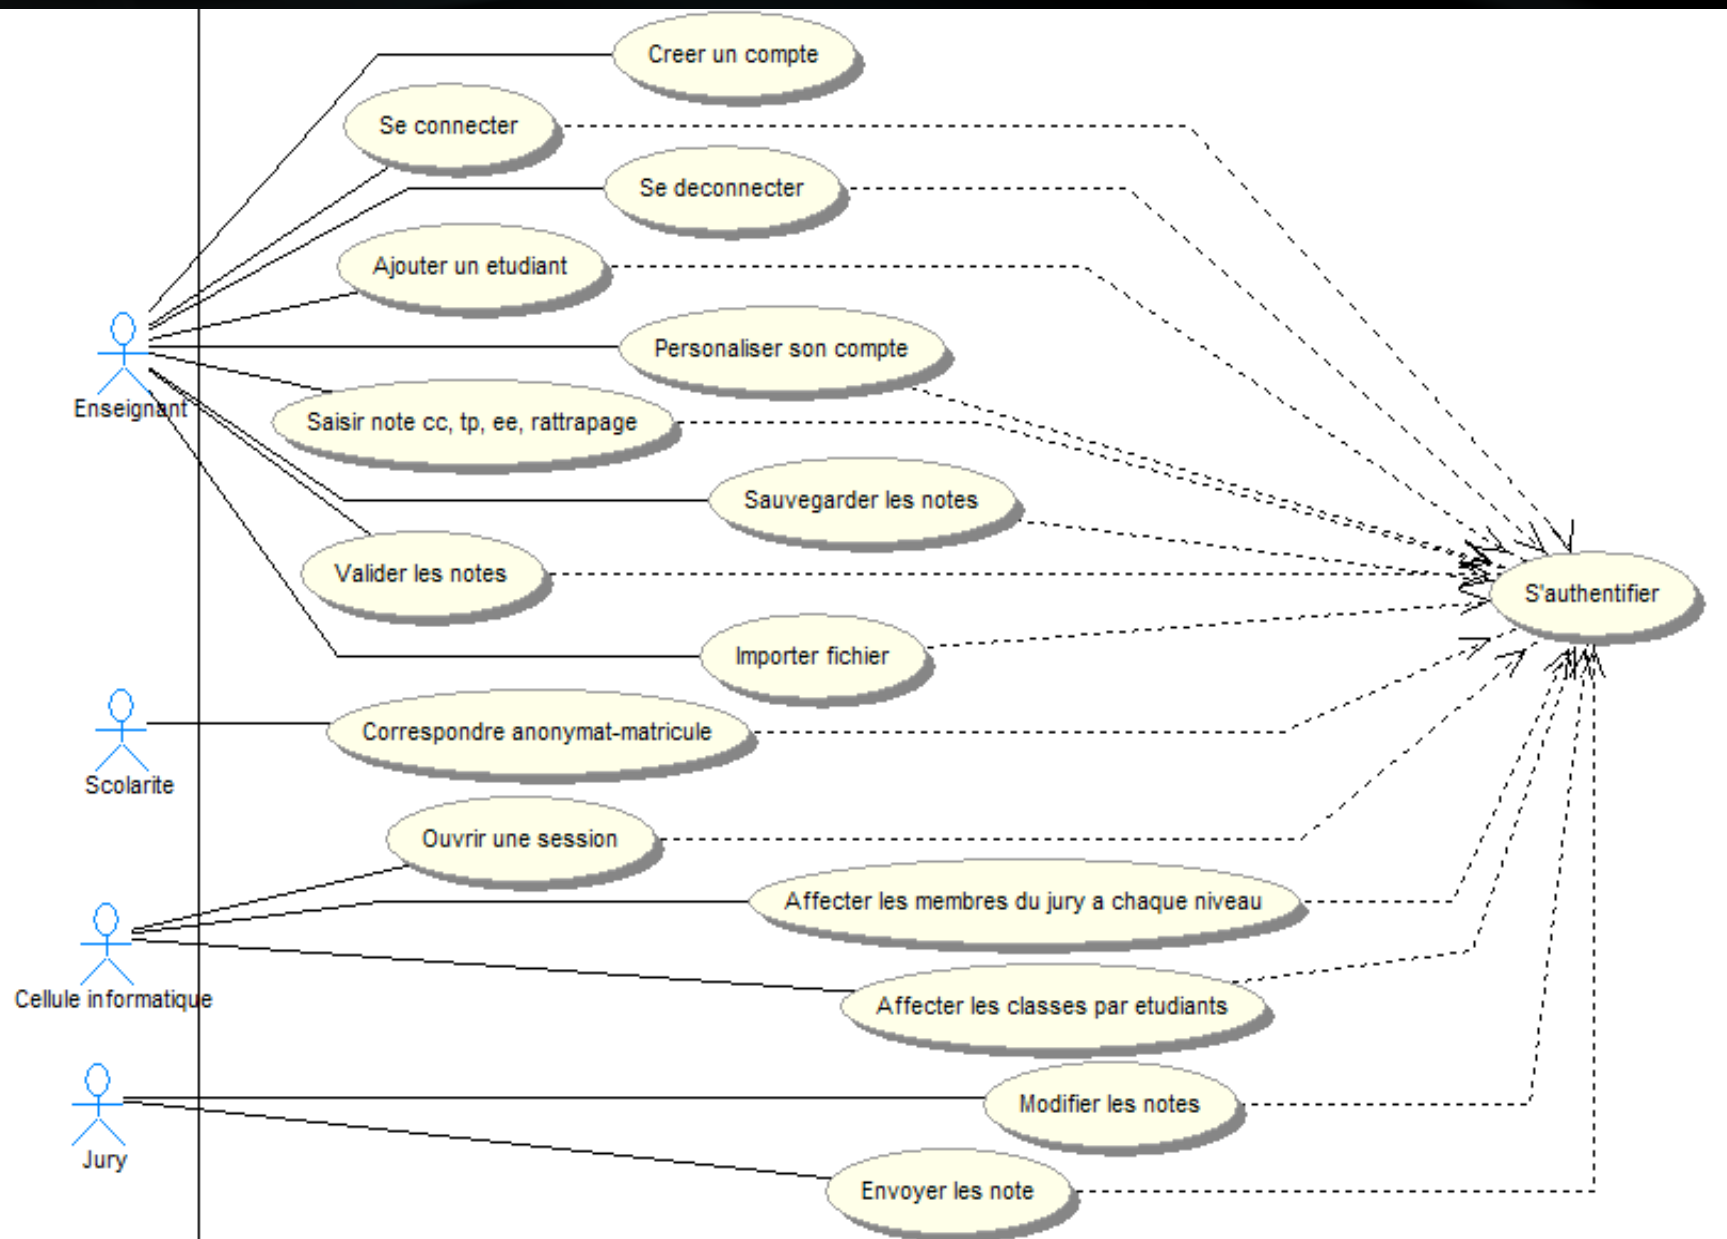 Creer un compte
Se connecter
Se deconnecter
Ajouter un etudiant
Personaliser son compte
Enseignant
Saisir note cc, tp, ee, rattrapage
Sauvegarder les notes
Valider les notes
S'authentifier
Importer fichier
Correspondre anonymat-matricule
Scolarite
Ouvrir une session
Affecter les membres du jury a chaque niveau
Cellule informatique
Affecter les classes par etudiants
Modifier les notes
Jury
Envoyer les note